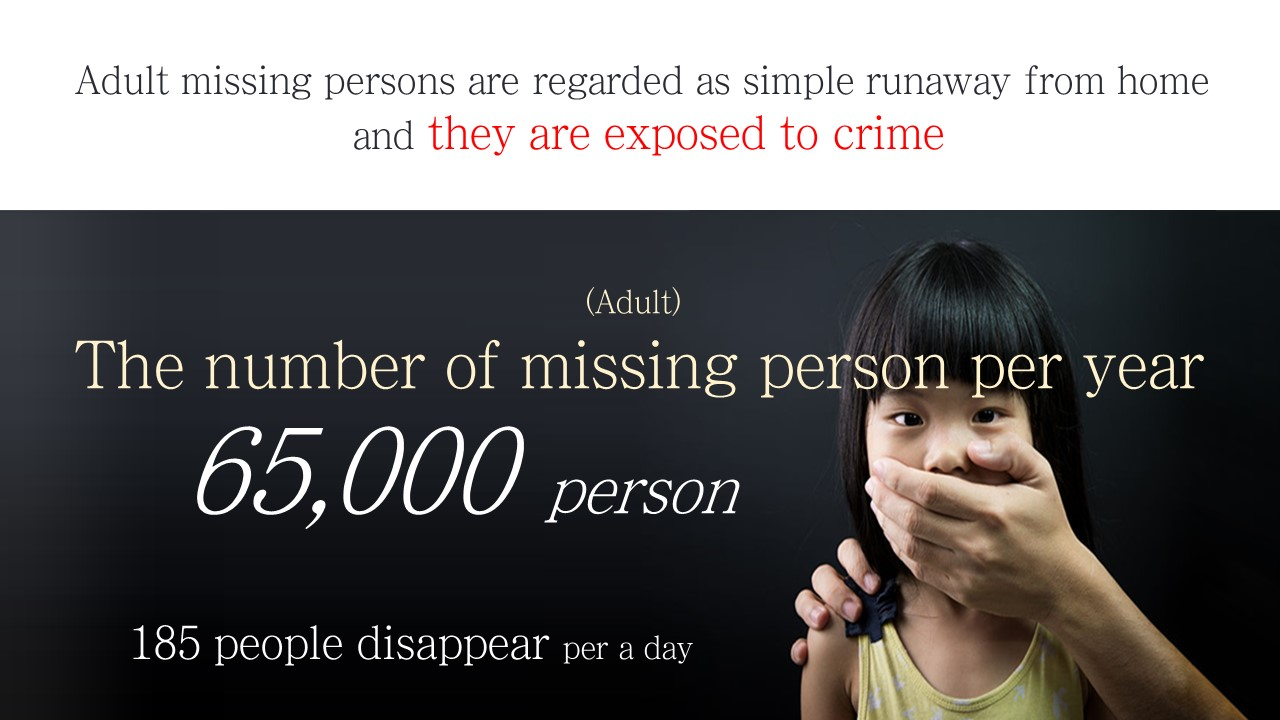 Adult missing persons are regarded as simple runaway from home
and they are exposed to crime
(Adult)
The number of missing person per year
65,000 person
185 people disappear per a day